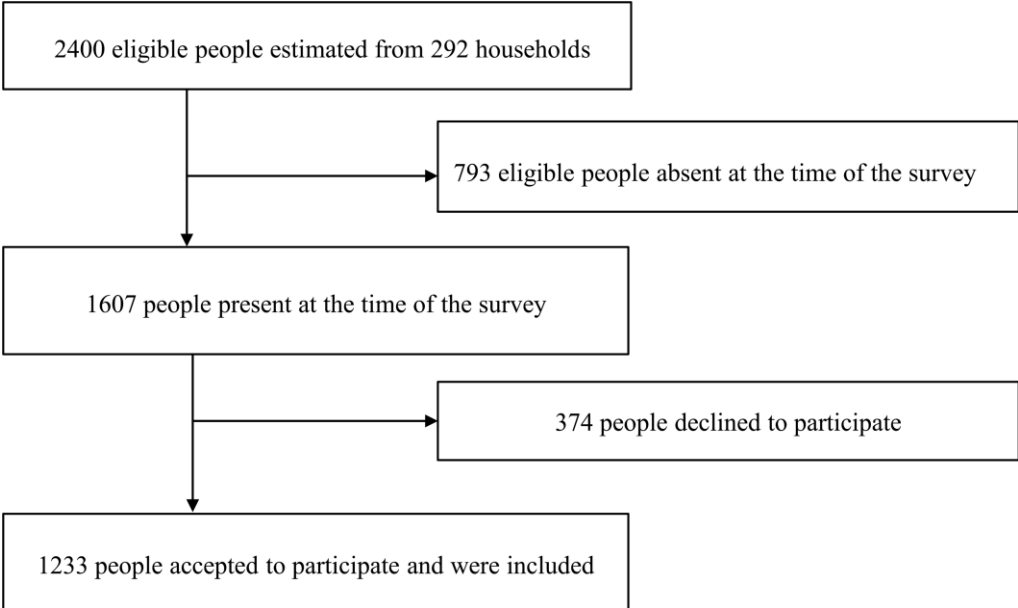 2400 eligible people estimated from 292 households
793 eligible people absent at the time of the survey
1607 people present at the time of the survey
374 people declined to participate
1233 people accepted to participate and were included